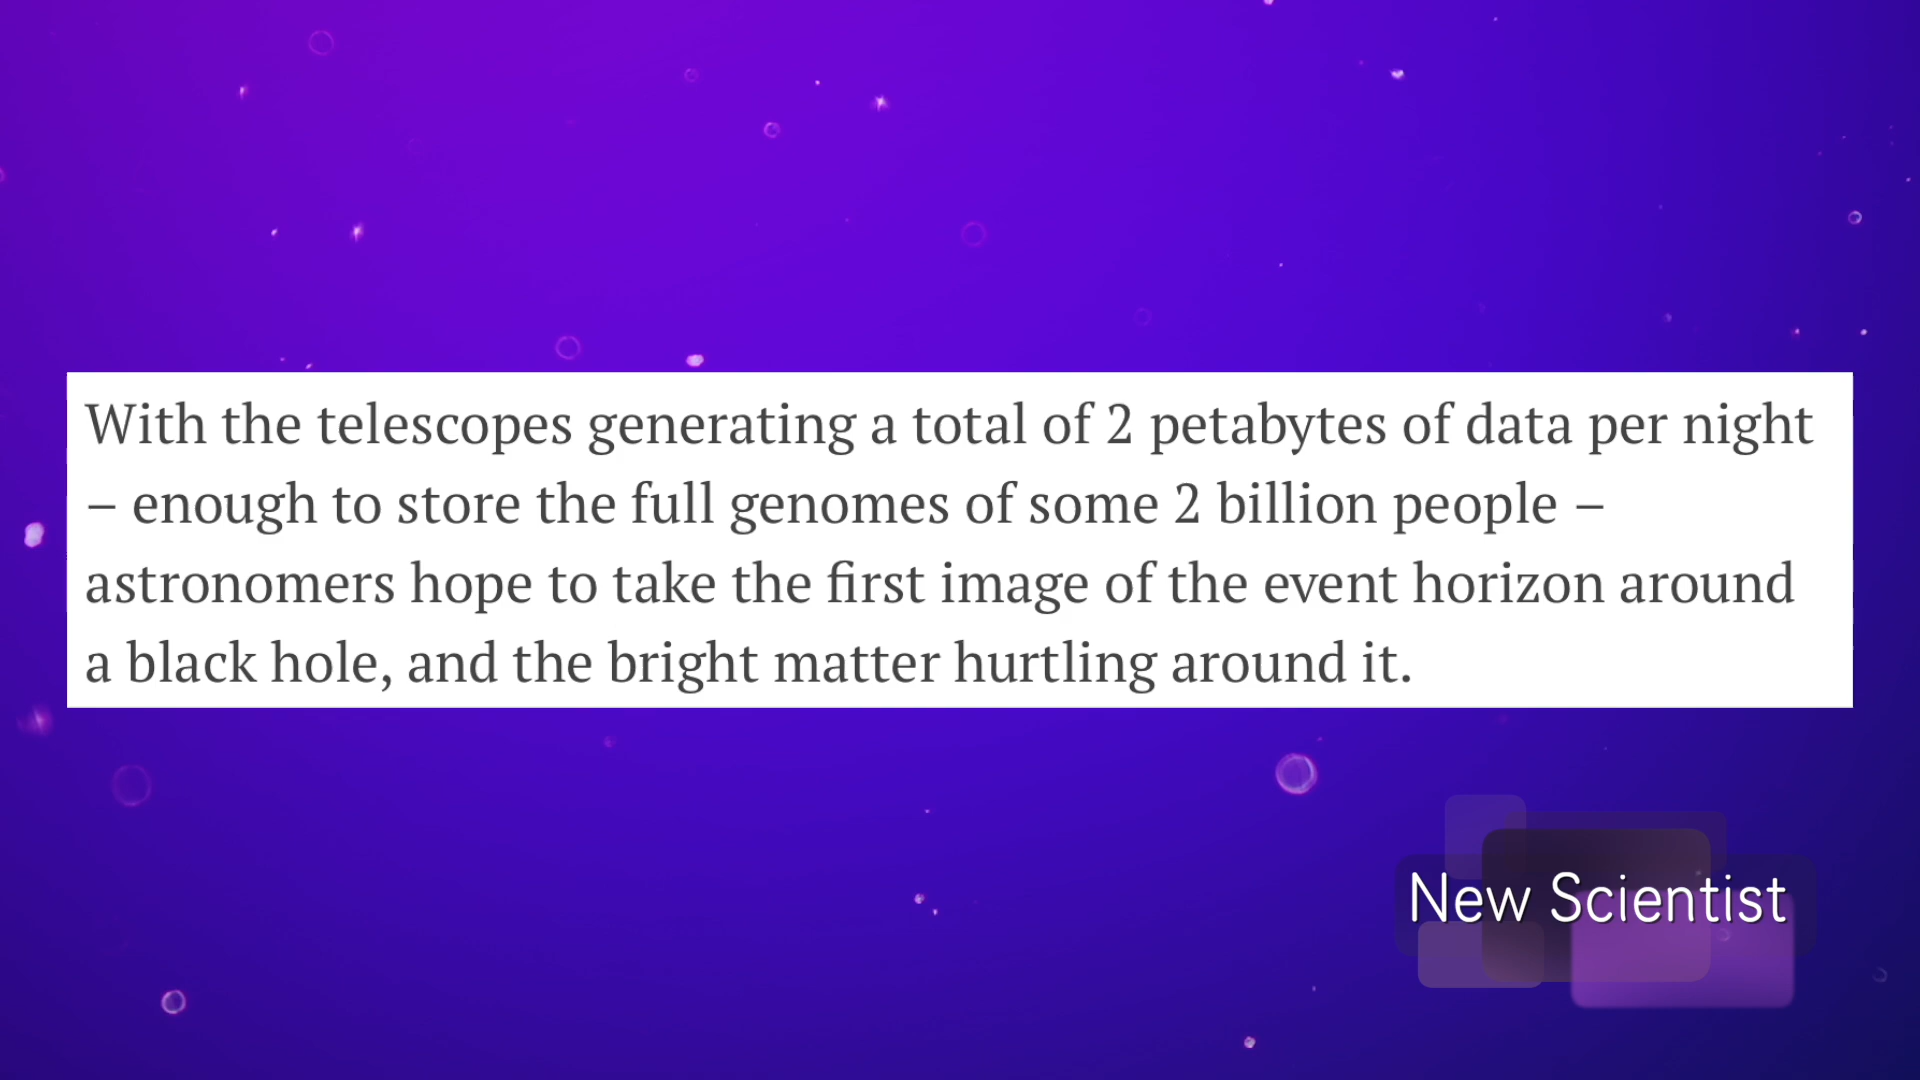 With the telescopes generating a total of 2 petabytes of data per night
– enough to store the full genomes of some 2 billion people –
astronomers hope to take the first image of the event horizon around
a black hole, and the bright matter hurtling around it.
New Scientist